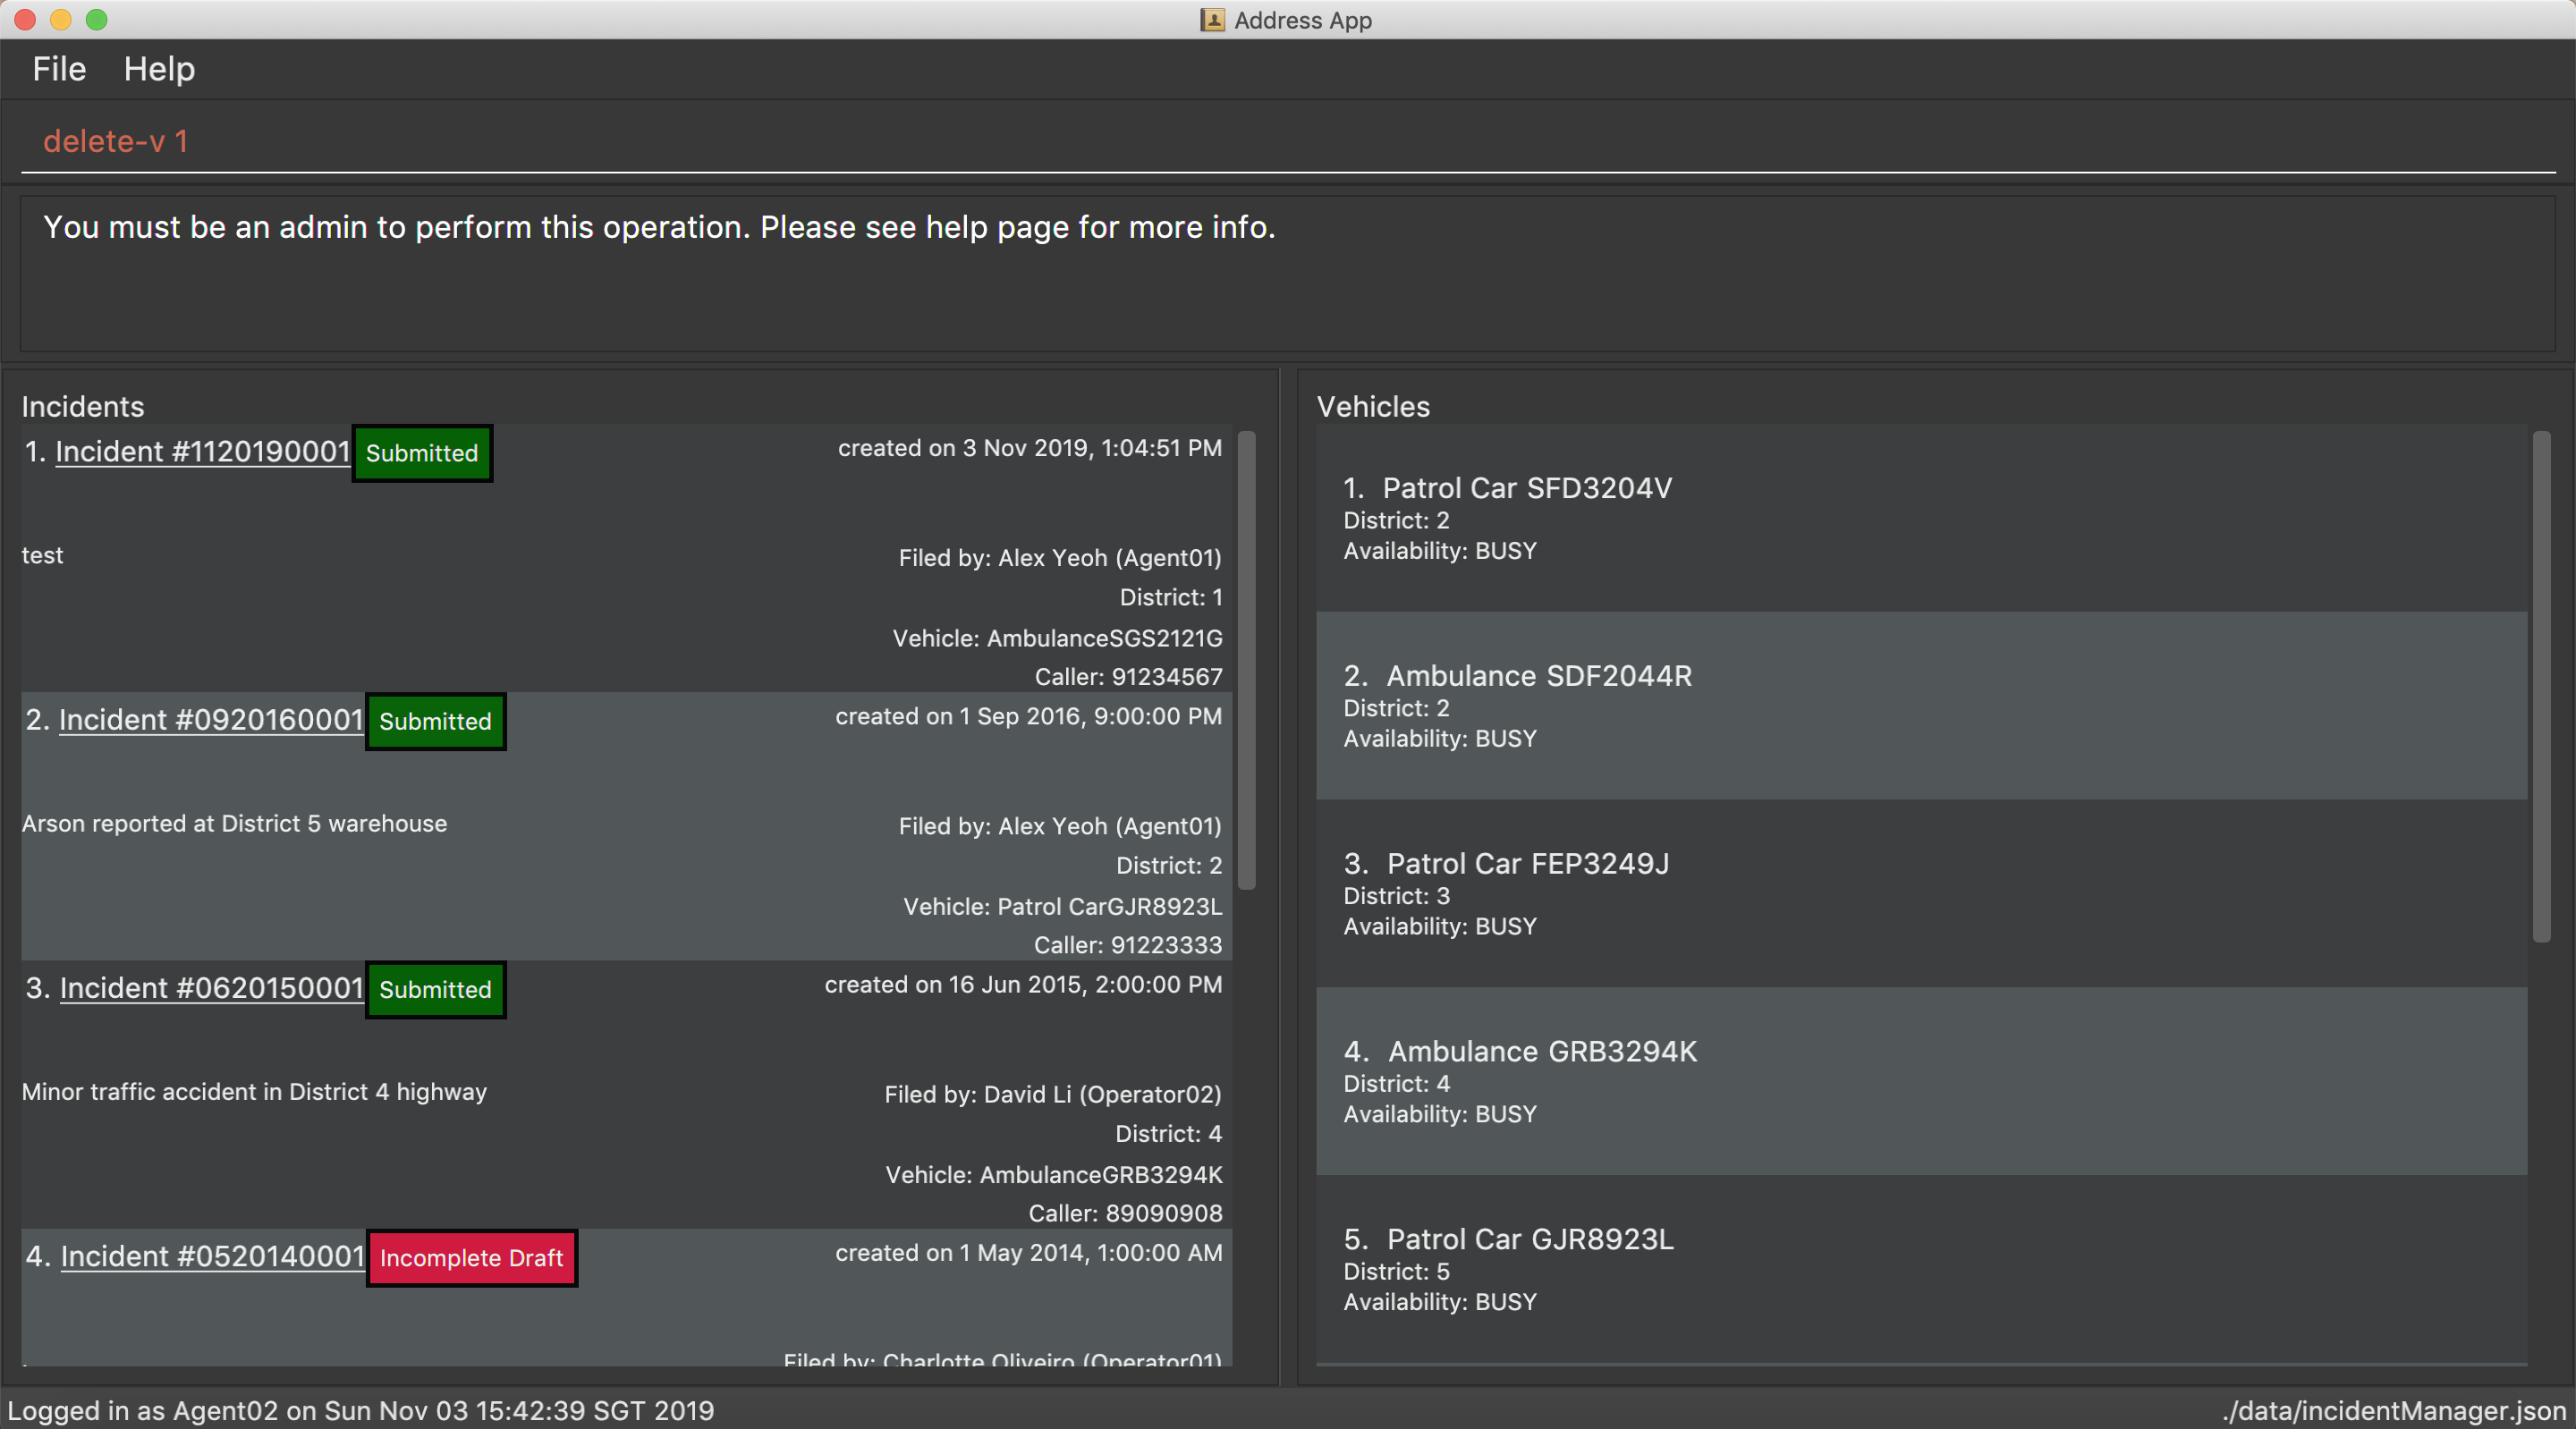 Address App
File Help
delete-v 1
You must be an admin to perform this operation. Please see help page for more info.
Incidents
1. Incident #1120190001 Submitted created on 3 Nov 2019, 1:04:51 PM
test
Filed by: Alex Yeoh (Agent01)
District: 1
Vehicle: AmbulanceSGS2121G
Caller: 91234567
2. Incident #0920160001 Submitted created on 1 Sep 2016, 9:00:00 PM
Arson reported at District 5 warehouse
Filed by: Alex Yeoh (Agent01)
District: 2
Vehicle: Patrol CarGJR8923L
Caller: 91223333
3. Incident #0620150001 Submitted created on 16 Jun 2015, 2:00:00 PM
Minor traffic accident in District 4 highway
Filed by: David Li (Operator02)
District: 4
Vehicle: AmbulanceGRB3294K
Caller: 89090908
4. Incident #0520140001 Incomplete Draft created on 1 May 2014, 1:00:00 AM
Filed by: Charlotte Oliveiro (Operator01)
Vehicles
1. Patrol Car SFD3204V
District: 2
Availability: BUSY
2. Ambulance SDF2044R
District: 2
Availability: BUSY
3. Patrol Car FEP3249J
District: 3
Availability: BUSY
4. Ambulance GRB3294K
District: 4
Availability: BUSY
5. Patrol Car GJR8923L
District: 5
Availability: BUSY
Logged in as Agent02 on Sun Nov 03 15:42:39 SGT 2019
./data/incidentManager.json